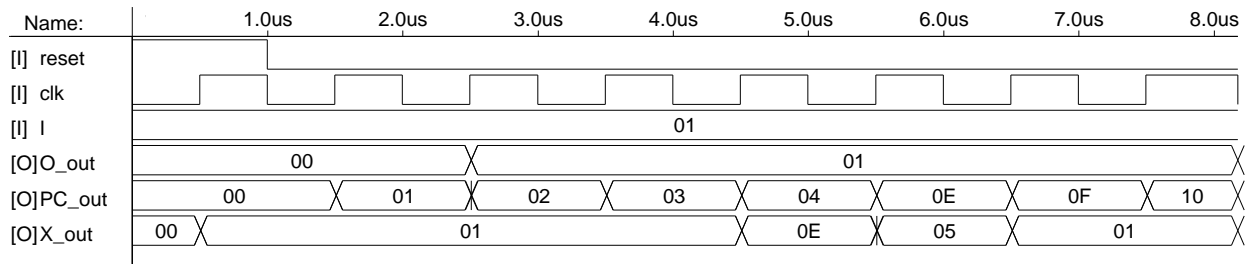 Name: 1.0us 2.0us 3.0us 4.0us 5.0us 6.0us 7.0us 8.0us
[I] reset
[I] clk
[I] I 01
[O]O_out 00 01
[O]PC_out 00 01 02 03 04 0E 0F 10
[O]X_out 00 01 0E 05 01